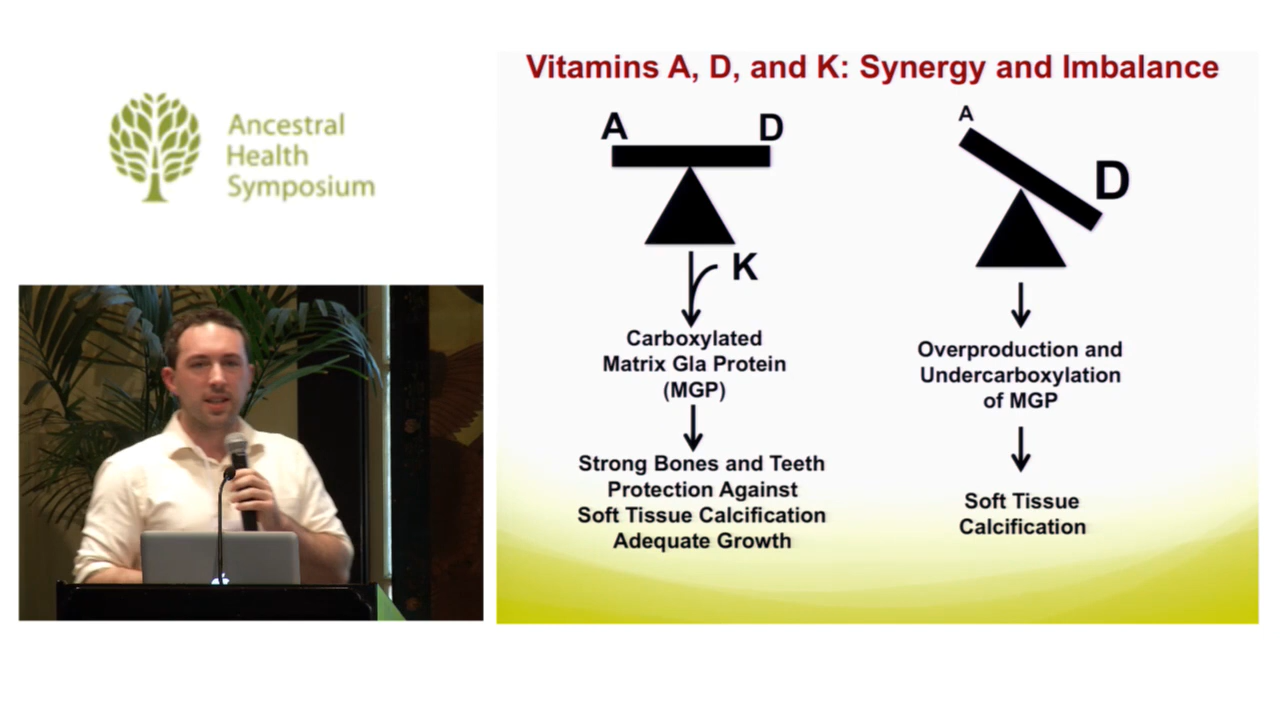 Ancestral
Health
Symposium
Vitamins A, D, and K: Synergy and Imbalance
A
D
K
Carboxylated
Matrix Gla Protein
(MGP)
Strong Bones and Teeth
Protection Against
Soft Tissue Calcification
Adequate Growth
A
D
Overproduction and
Undercarboxylation
of MGP
Soft Tissue
Calcification